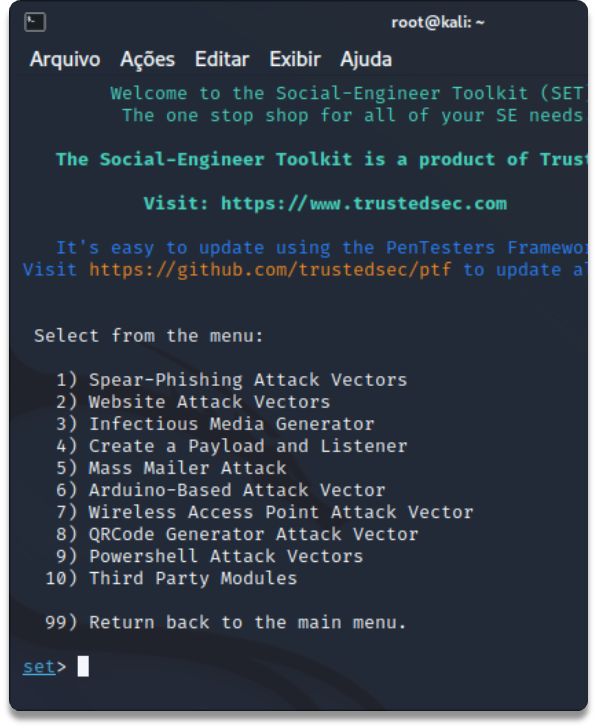 root@kali: ~
Arquivo Ações Editar Exibir Ajuda
Welcome to the Social-Engineer Toolkit (SET)
The one stop shop for all of your SE needs
The Social-Engineer Toolkit is a product of Trust
Visit: https://www.trustedsec.com
It's easy to update using the PenTesters Framewor
Visit https://github.com/trustedsec/ptf to update al
Select from the menu:
1) Spear-Phishing Attack Vectors
2) Website Attack Vectors
3) Infectious Media Generator
4) Create a Payload and Listener
5) Mass Mailer Attack
6) Arduino-Based Attack Vector
7) Wireless Access Point Attack Vector
8) QRCode Generator Attack Vector
9) Powershell Attack Vectors
10) Third Party Modules
99) Return back to the main menu.
set>